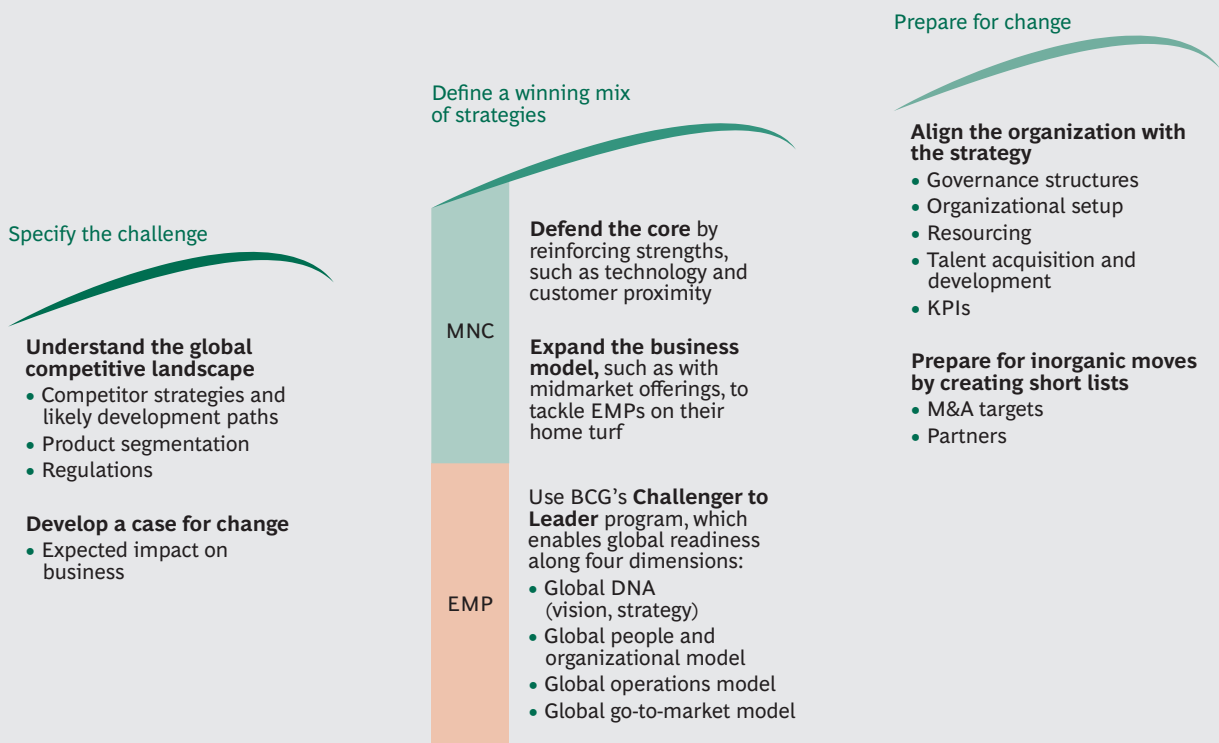 Specify the challenge
Understand the global
competitive landscape
• Competitor strategies and
likely development paths
• Product segmentation
• Regulations
Develop a case for change
• Expected impact on
business
Define a winning mix
of strategies
MNC
Defend the core by
reinforcing strengths,
such as technology and
customer proximity
Expand the business
model, such as with
midmarket offerings, to
tackle EMPs on their
home turf
EMP
Use BCG's Challenger to
Leader program, which
enables global readiness
along four dimensions:
• Global DNA
(vision, strategy)
• Global people and
organizational model
• Global operations model
• Global go-to-market model
Prepare for change
Align the organization with
the strategy
• Governance structures
• Organizational setup
• Resourcing
• Talent acquisition and
development
• KPIs
Prepare for inorganic moves
by creating short lists
• M&A targets
• Partners